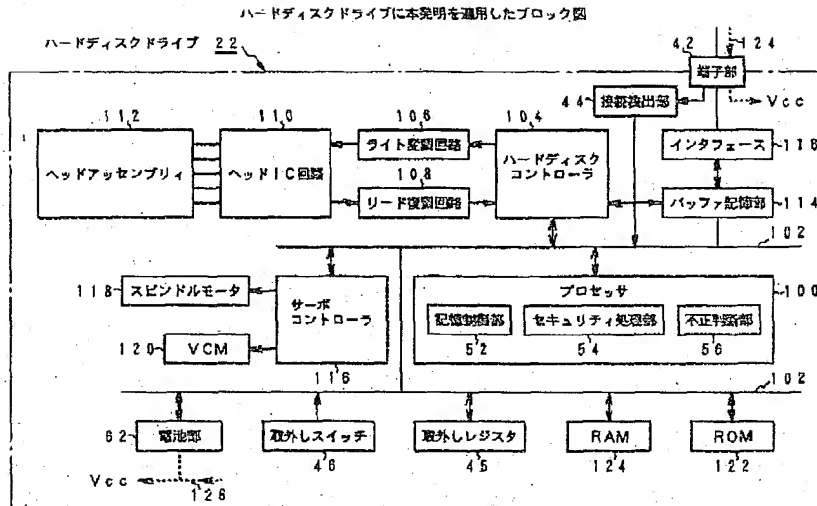 ハードディスクドライブに本発明を適用したブロック図
ハードディスクドライブ 22
42
124
端子部
44
接続検出部
Vcc
112
110
106
104
ヘッドアッセンブリィ
ヘッドIC回路
ライト変調回路
108
リード復調回路
ハードディスク
コントローラ
インタフェース
116
バッファ記憶部
114
102
118
スピンドルモータ
サーボ
コントローラ
プロセッサ
100
記憶制御部
セキュリティ処理部
不正判断部
52
54
56
120
VCM
116
102
62
電池部
取外しスイッチ
取外しレジスタ
RAM
ROM
Vcc
126
46
45
124
122